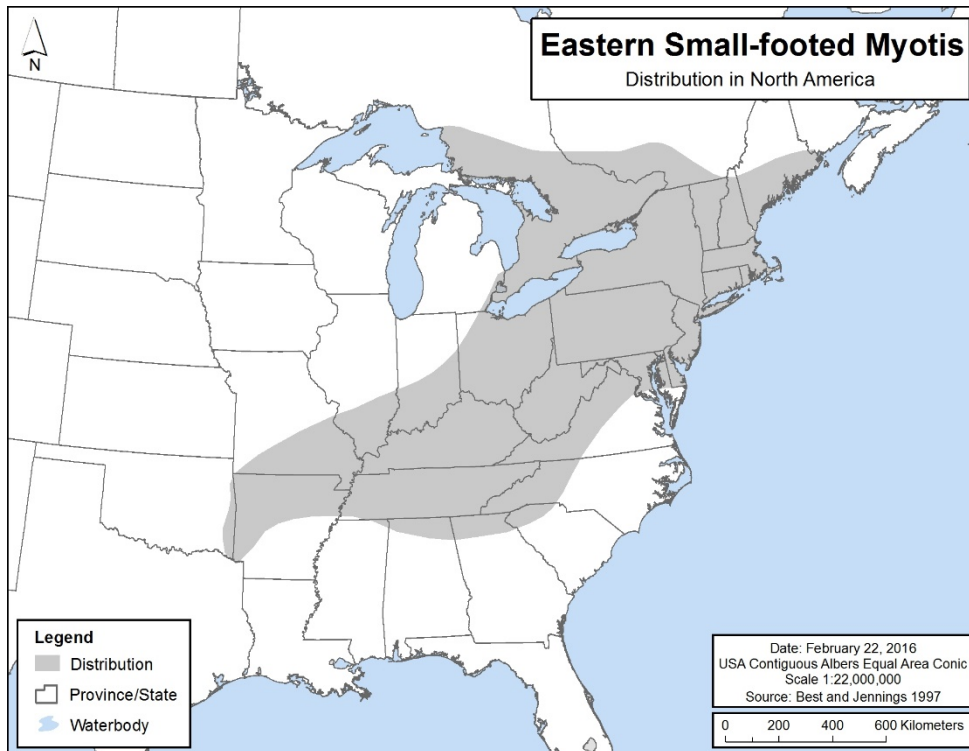 Eastern Small-footed Myotis
Distribution in North America
N
Legend
Distribution
Province/State
Waterbody
Date: February 22, 2016
USA Contiguous Albers Equal Area Conic
Scale 1:22,000,000
Source: Best and Jennings 1997
0 200 400 600 Kilometers